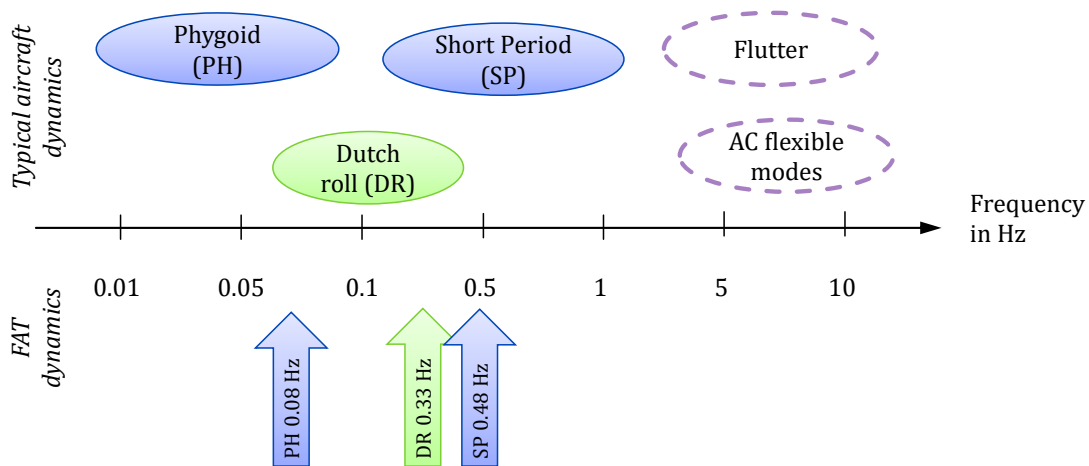 Typical aircraft
dynamics
Phygoid
(PH)
Short Period
(SP)
Flutter
Dutch
roll (DR)
AC flexible
modes
Frequency
in Hz
0.01 0.05 0.1 0.5 1 5 10
FAT
dynamics
PH 0.08 Hz
DR 0.33 Hz
SP 0.48 Hz